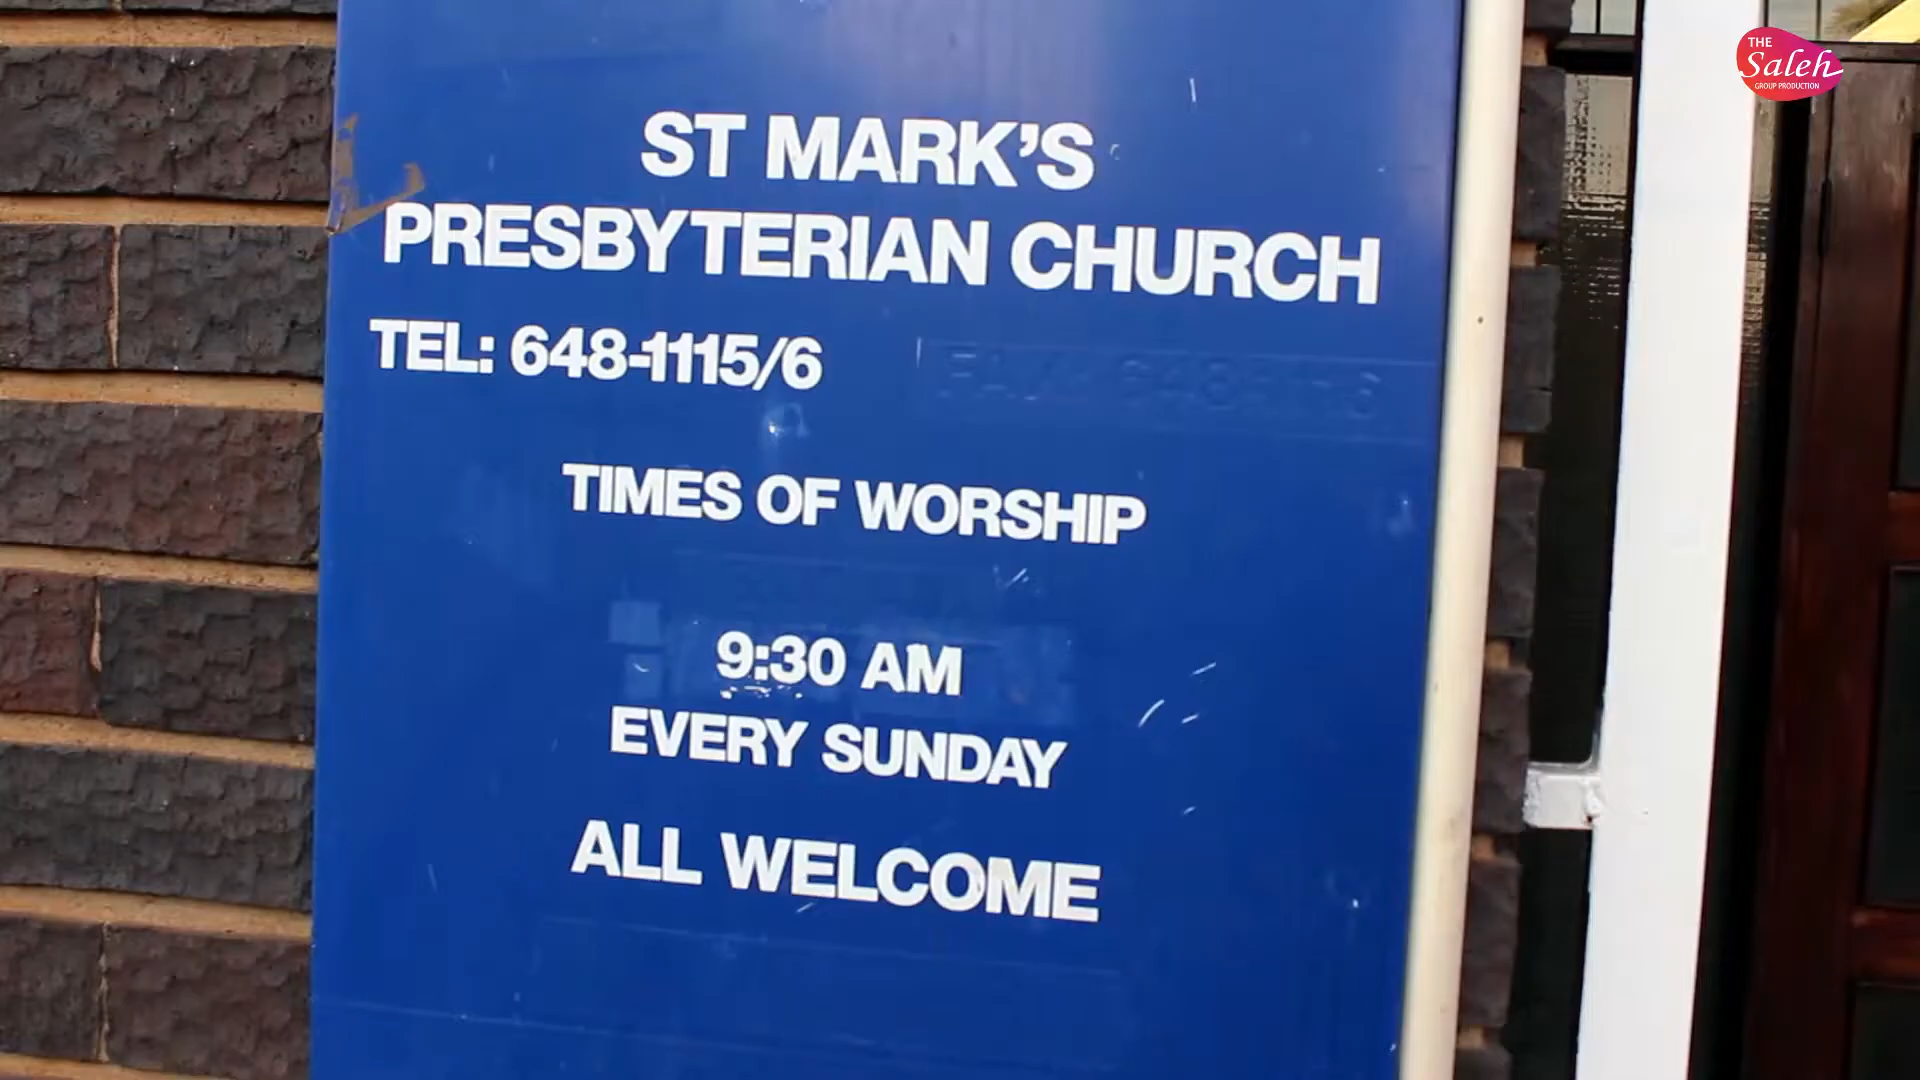 THE
Saleh
GROUP PRODUCTION
ST MARK'S
PRESBYTERIAN CHURCH
TEL: 648-1115/6
TIMES OF WORSHIP
9:30 AM
EVERY SUNDAY
ALL WELCOME